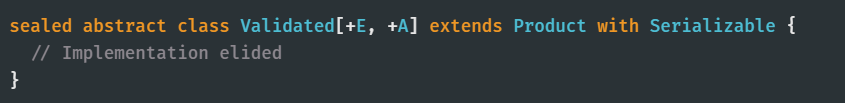 sealed abstract class Validated[+E, +A] extends Product with Serializable {
  // Implementation elided
}